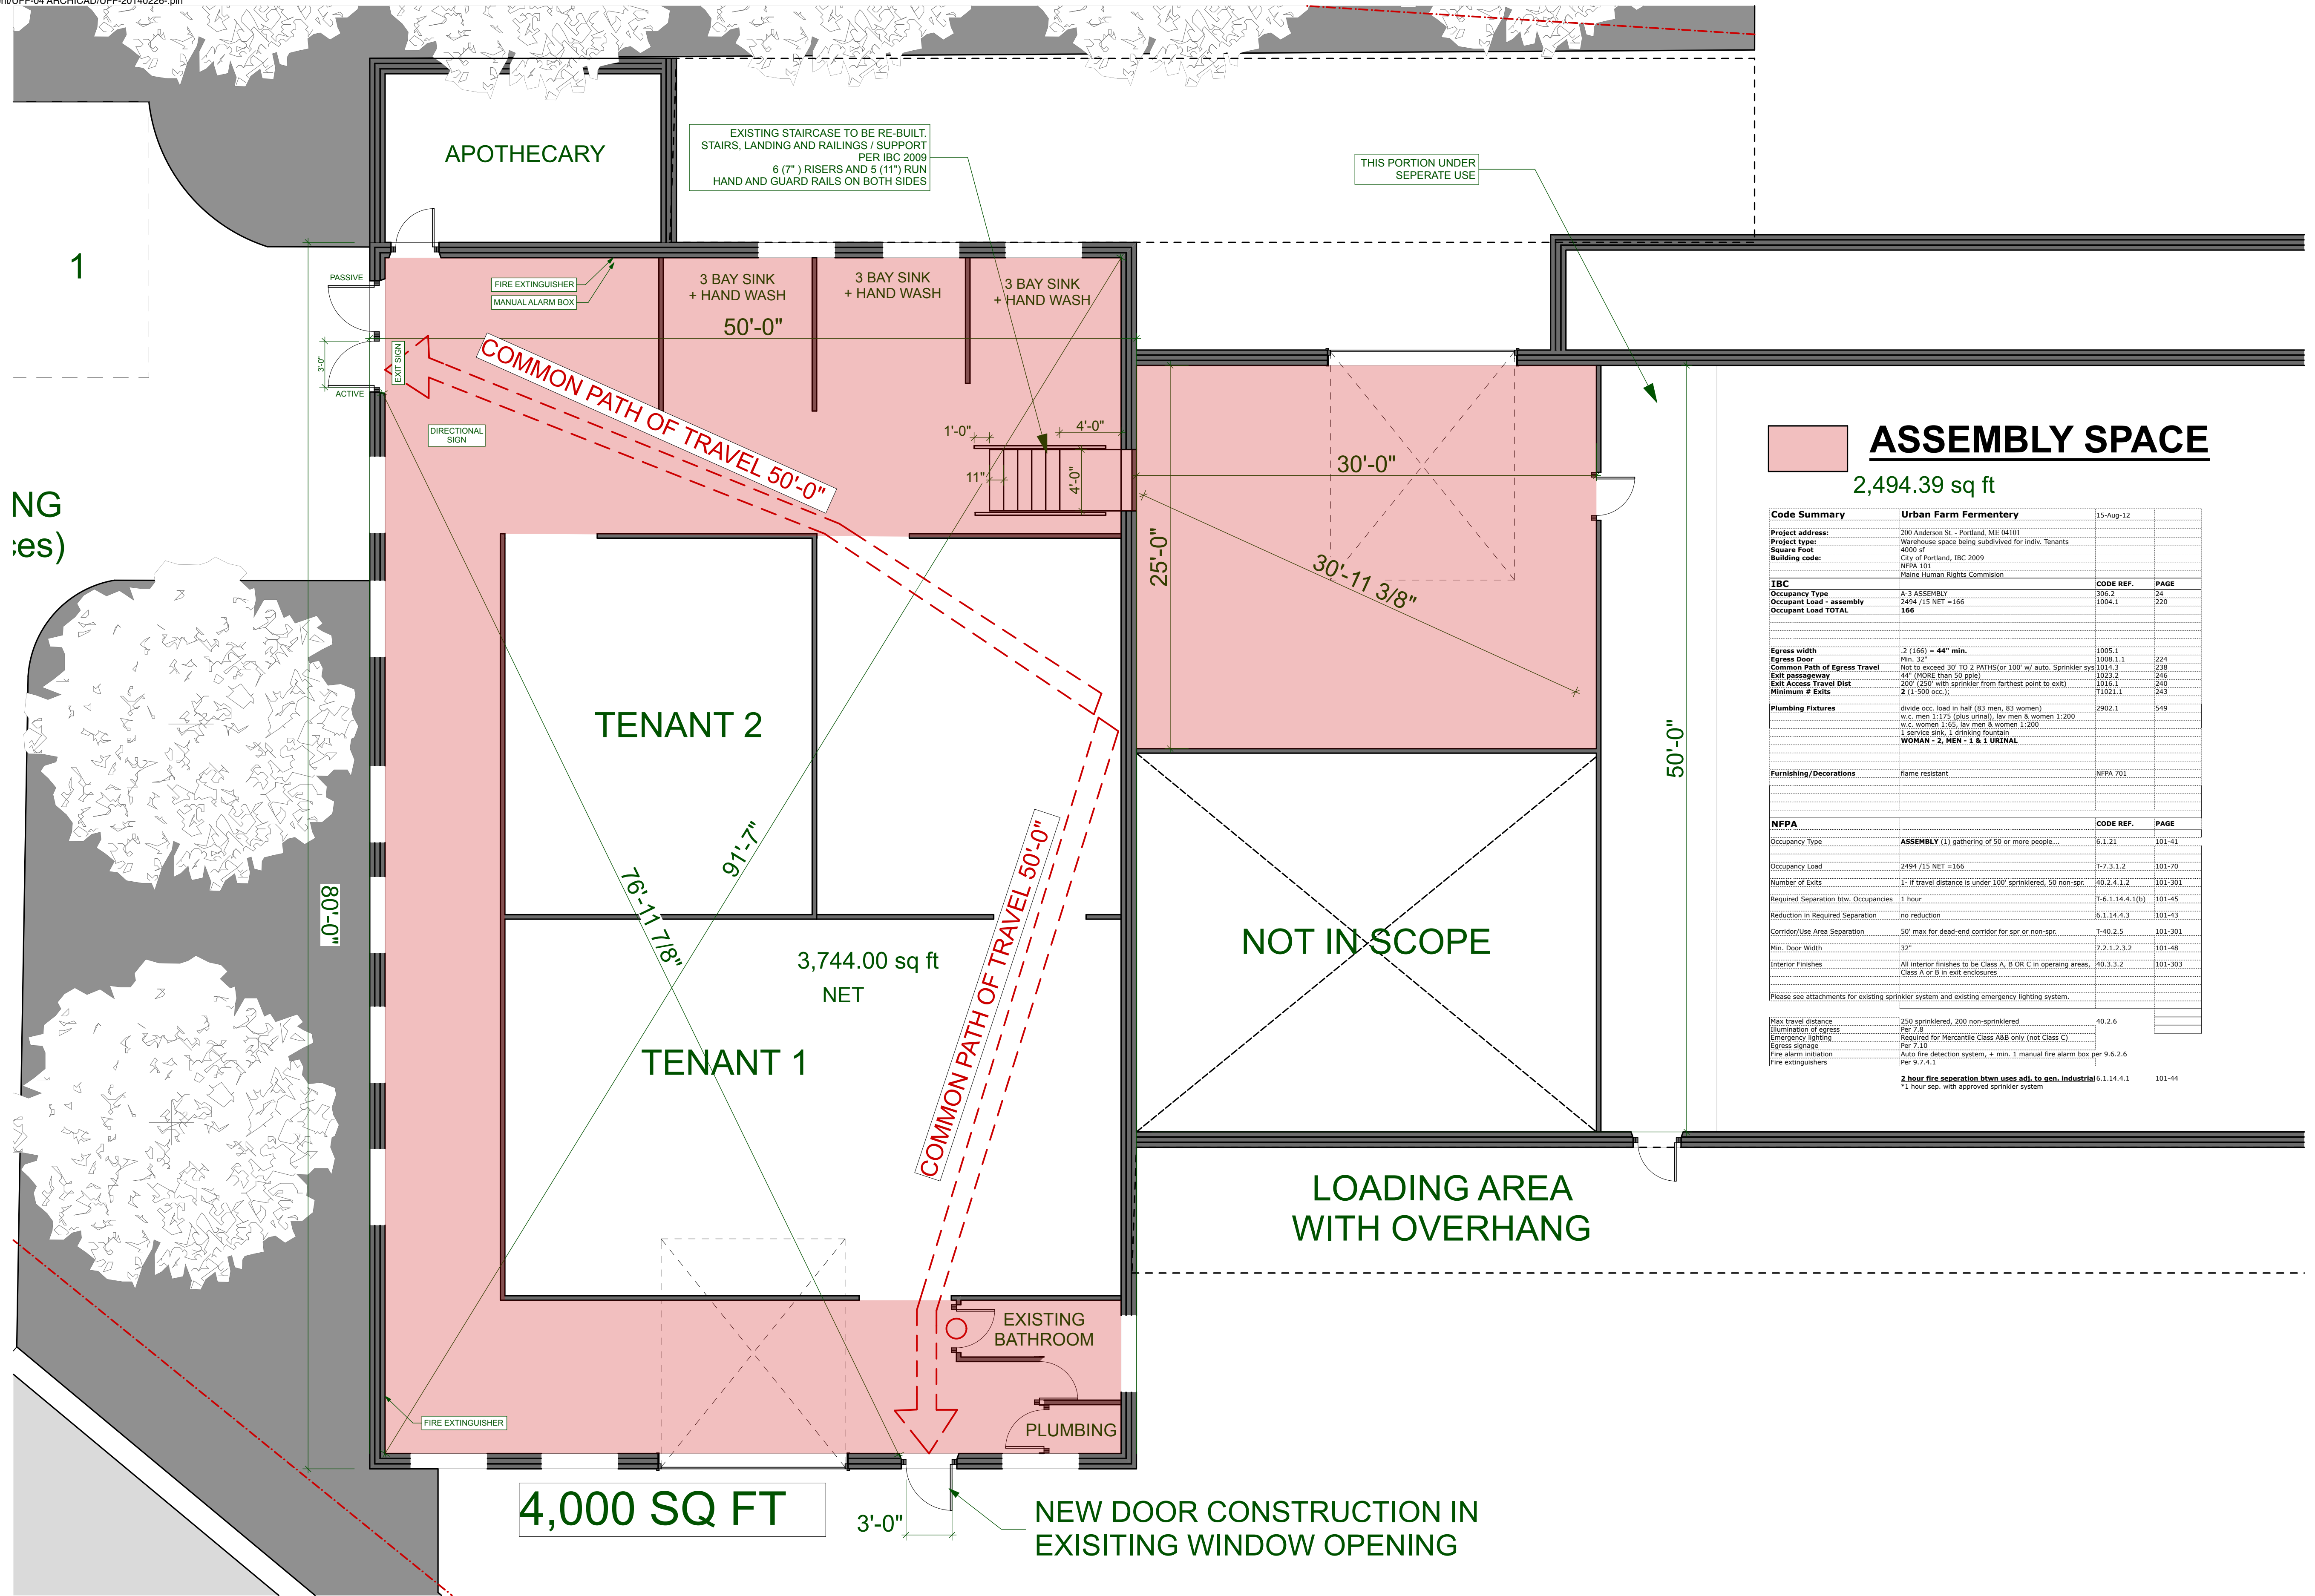 nt/UFF-04 ARCHICAD/UFF-20140226-.pln
APOTHECARY
EXISTING STAIRCASE TO BE RE-BUILT.
STAIRS, LANDING AND RAILINGS / SUPPORT
PER IBC 2009
6 (7" ) RISERS AND 5 (11") RUN
HAND AND GUARD RAILS ON BOTH SIDES
THIS PORTION UNDER
SEPERATE USE
1
PASSIVE
FIRE EXTINGUISHER
MANUAL ALARM BOX
3 BAY SINK
+ HAND WASH
3 BAY SINK
+ HAND WASH
3 BAY SINK
+ HAND WASH
50'-0"
3'-0"
EXIT SIGN
ACTIVE
DIRECTIONAL
SIGN
COMMON PATH OF TRAVEL 50'-0"
1'-0"
4'-0"
11"
4'-0"
30'-0"
25'-0"
30'-11 3/8"
NG
ces)
TENANT 2
91'-7"
76'-11 7/8"
80'-0"
50'-0"
COMMON PATH OF TRAVEL 50'-0"
3,744.00 sq ft
NET
TENANT 1
NOT IN SCOPE
LOADING AREA
WITH OVERHANG
EXISTING
BATHROOM
PLUMBING
FIRE EXTINGUISHER
4,000 SQ FT
3'-0"
NEW DOOR CONSTRUCTION IN
EXISITING WINDOW OPENING
ASSEMBLY SPACE
2,494.39 sq ft
Code Summary Urban Farm Fermentery 15-Aug-12
Project address: 200 Anderson St. - Portland, ME 04101
Project type: Warehouse space being subdivided for indiv. Tenants
Square Foot 4000 sf
Building code: City of Portland, IBC 2009
NFPA 101
Maine Human Rights Commision
IBC CODE REF. PAGE
Occupancy Type A-3 ASSEMBLY 306.2 24
Occupant Load - assembly 2494 /15 NET =166 1004.1 220
Occupant Load TOTAL 166
Egress width .2 (166) = 44" min. 1005.1
Egress Door Min. 32" 1008.1.1 224
Common Path of Egress Travel Not to exceed 30' TO 2 PATHS(or 100' w/ auto. Sprinkler sys 1014.3 238
Exit passageway 44" (MORE than 50 pple) 1023.2 246
Exit Access Travel Dist 200' (250' with sprinkler from farthest point to exit) 1016.1 240
Minimum # Exits 2 (1-500 occ.); T1021.1 243
Plumbing Fixtures divide occ. load in half (83 men, 83 women) 2902.1 549
w.c. men 1:175 (plus urinal), lav men & women 1:200
w.c. women 1:65, lav men & women 1:200
1 service sink, 1 drinking fountain
WOMAN - 2, MEN - 1 & 1 URINAL
Furnishing/Decorations flame resistant NFPA 701
NFPA CODE REF. PAGE
Occupancy Type ASSEMBLY (1) gathering of 50 or more people.... 6.1.21 101-41
Occupancy Load 2494 /15 NET =166 T-7.3.1.2 101-70
Number of Exits 1- if travel distance is under 100' sprinklered, 50 non-spr. 40.2.4.1.2 101-301
Required Separation btw. Occupancies 1 hour T-6.1.14.4.1(b) 101-45
Reduction in Required Separation no reduction 6.1.14.4.3 101-43
Corridor/Use Area Separation 50' max for dead-end corridor for spr or non-spr. T-40.2.5 101-301
Min. Door Width 32" 7.2.1.2.3.2 101-48
Interior Finishes All interior finishes to be Class A, B OR C in operaing areas, 40.3.3.2 101-303
Class A or B in exit enclosures
Please see attachments for existing sprinkler system and existing emergency lighting system.
Max travel distance 250 sprinklered, 200 non-sprinklered 40.2.6
Illumination of egress Per 7.8
Emergency lighting Required for Mercantile Class A&B only (not Class C)
Egress signage Per 7.10
Fire alarm initiation Auto fire detection system, + min. 1 manual fire alarm box per 9.6.2.6
Fire extinguishers Per 9.7.4.1
2 hour fire seperation btwn uses adj. to gen. industrial 6.1.14.4.1 101-44
*1 hour sep. with approved sprinkler system